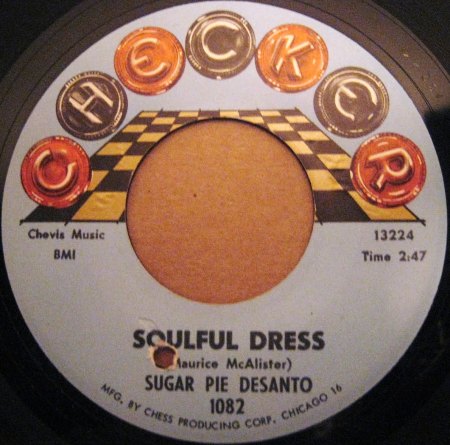 CHECKER
Chevis Music
BMI
13224
Time 2:47
SOULFUL DRESS
Maurice McAlister)
SUGAR PIE DESANTO
1082
MFG. BY CHESS PRODUCING CORP. CHICAGO 16